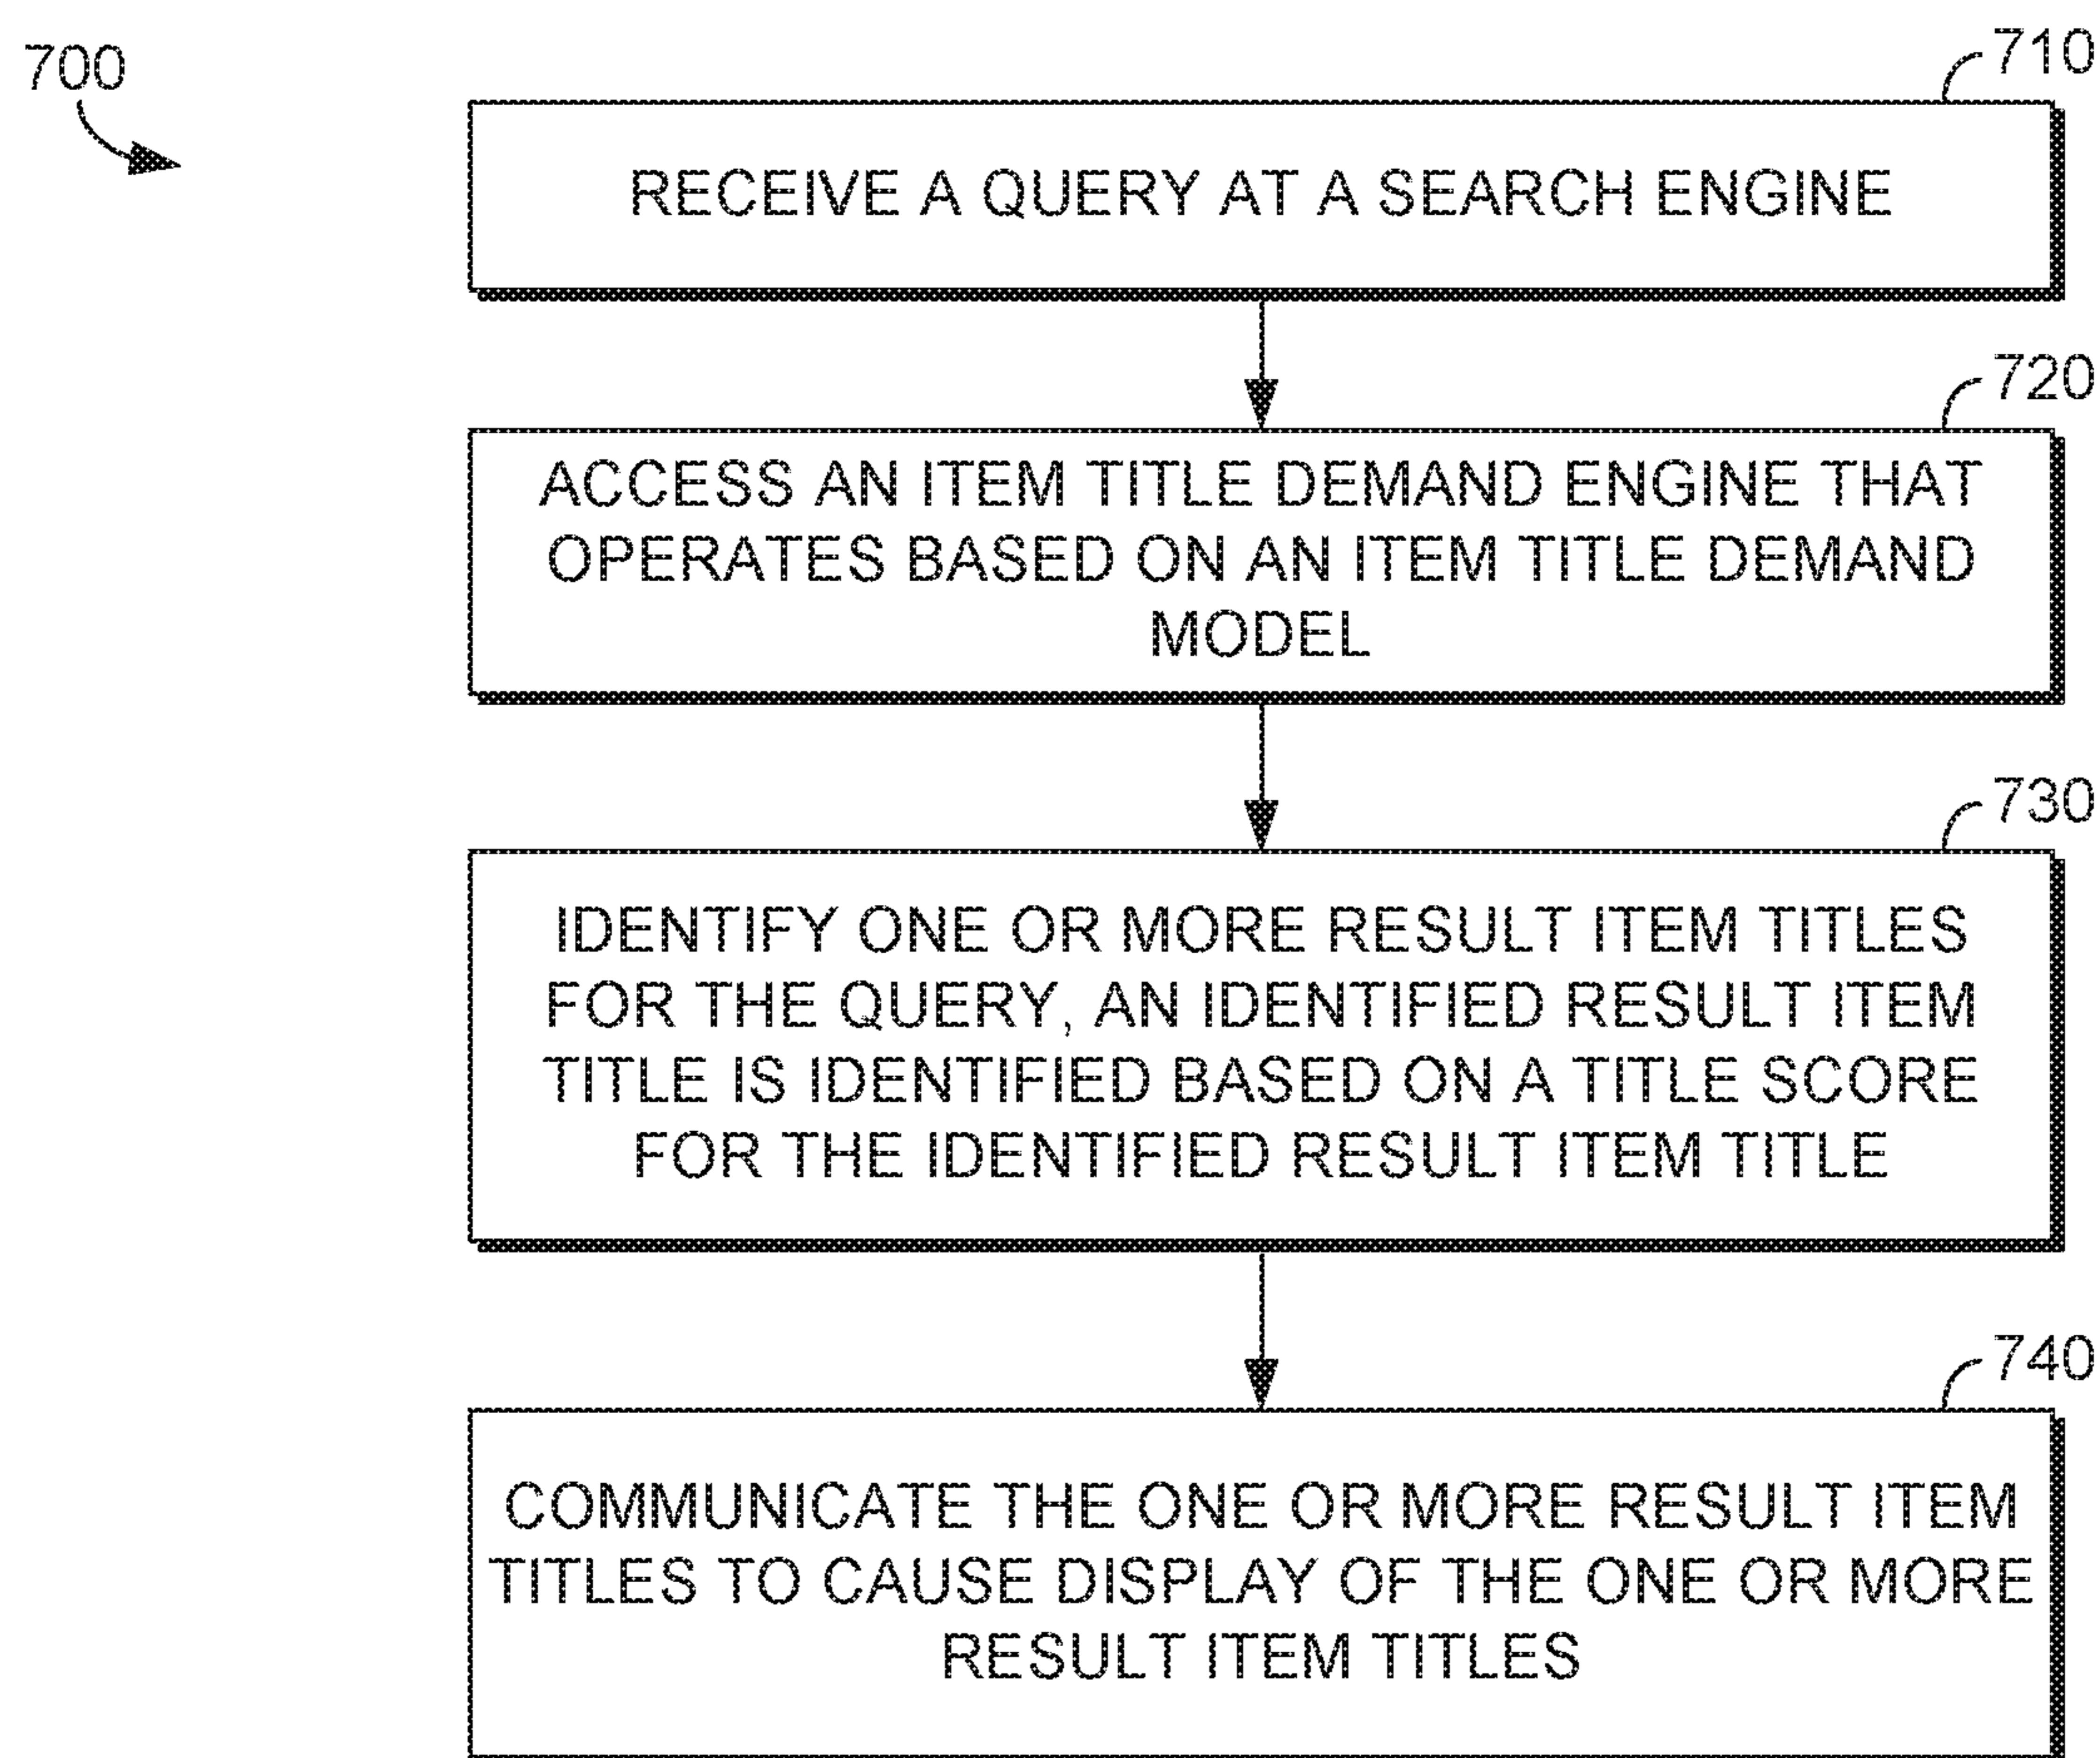 700
710
RECEIVE A QUERY AT A SEARCH ENGINE
720
ACCESS AN ITEM TITLE DEMAND ENGINE THAT
OPERATES BASED ON AN ITEM TITLE DEMAND
MODEL
730
IDENTIFY ONE OR MORE RESULT ITEM TITLES
FOR THE QUERY, AN IDENTIFIED RESULT ITEM
TITLE IS IDENTIFIED BASED ON A TITLE SCORE
FOR THE IDENTIFIED RESULT ITEM TITLE
740
COMMUNICATE THE ONE OR MORE RESULT ITEM
TITLES TO CAUSE DISPLAY OF THE ONE OR MORE
RESULT ITEM TITLES